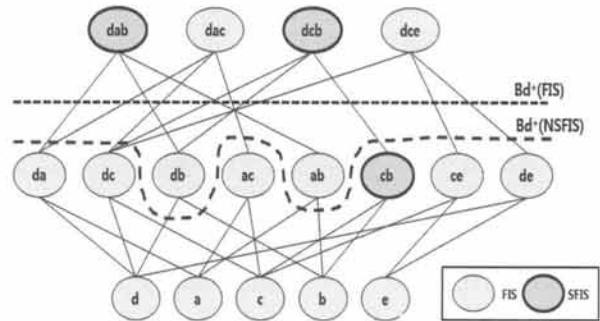 dab dac dcb dce
Bd⁺(FIS)
Bd⁺(NSFIS)
da dc db ac ab cb ce de
d a c b e
FIS SFIS